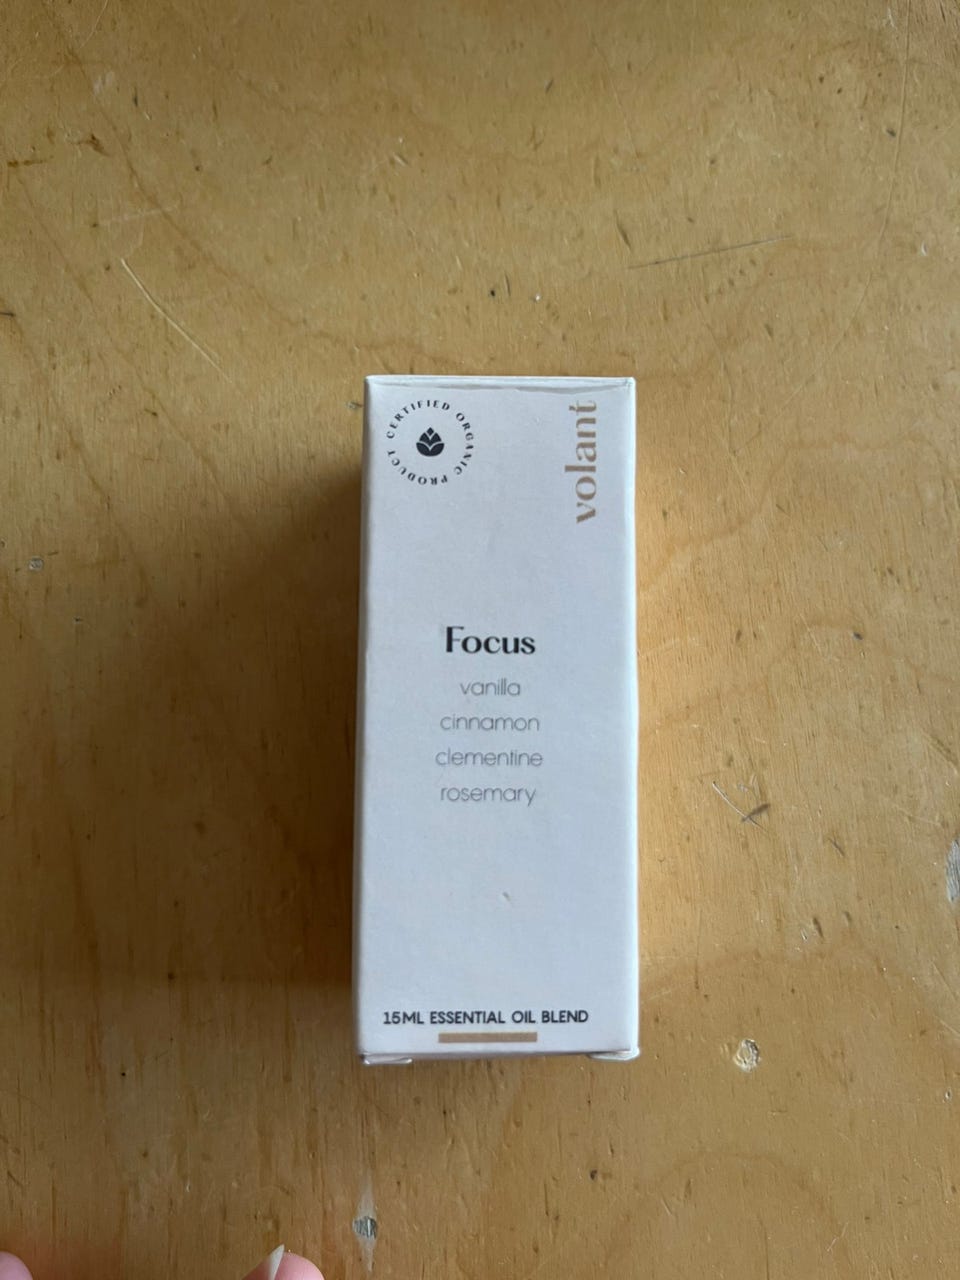 CERTIFIED ORGANIC PRODUCT
volant
Focus
vanilla
cinnamon
clementine
rosemary
15ML ESSENTIAL OIL BLEND